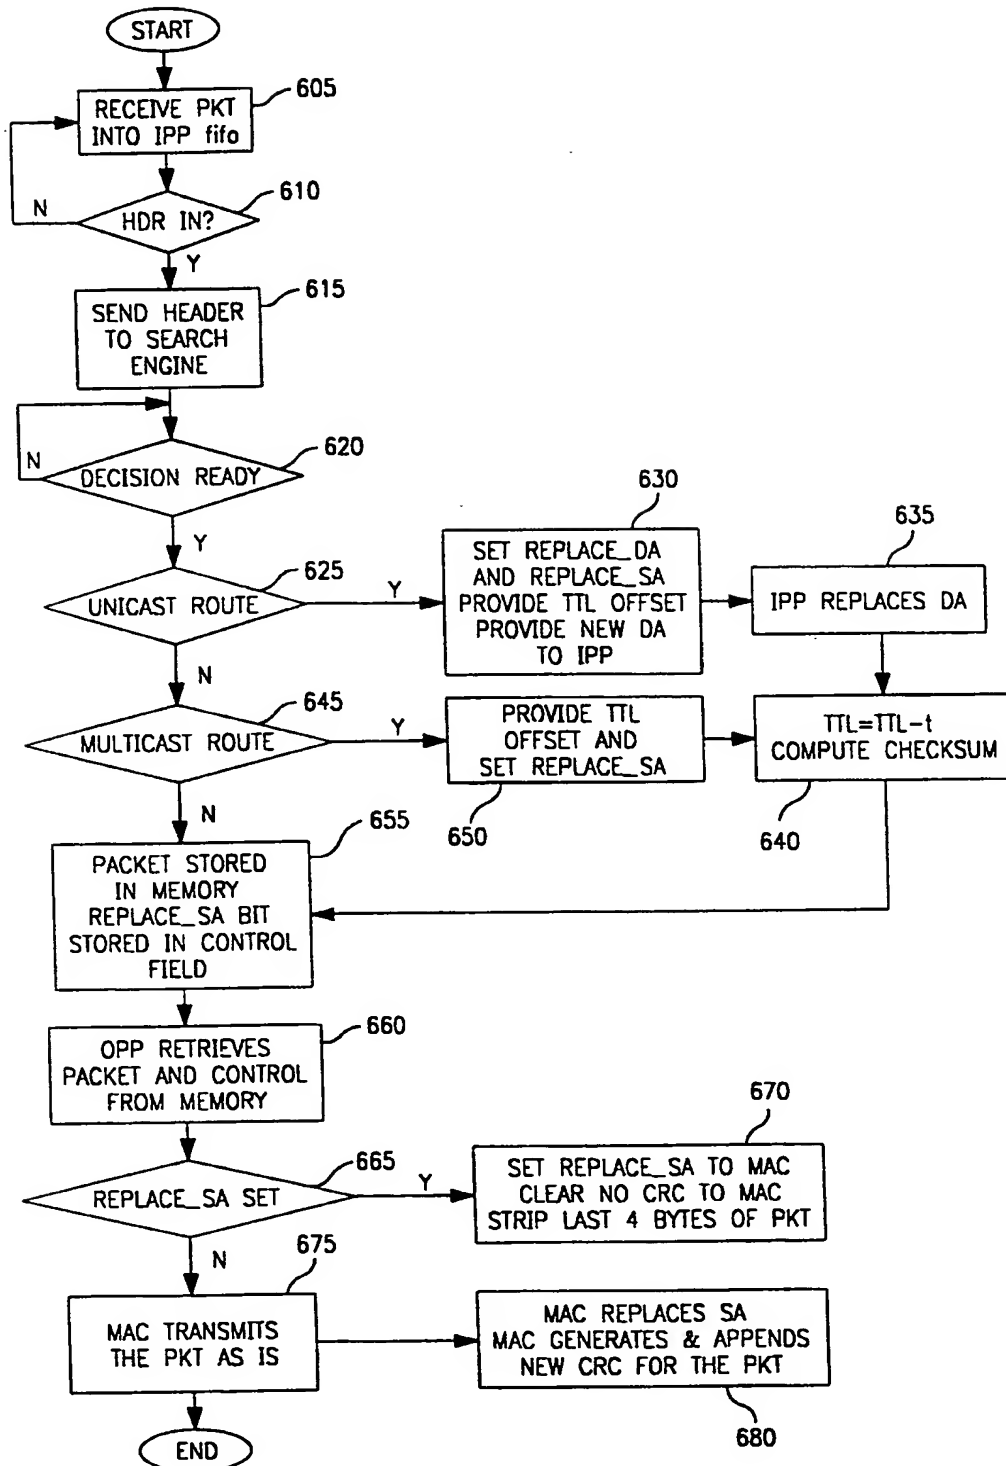 START
605
RECEIVE PKT
INTO IPP fifo
610
N
HDR IN?
Y
615
SEND HEADER
TO SEARCH
ENGINE
620
N
DECISION READY
Y
630
635
625
UNICAST ROUTE
Y
SET REPLACE_DA
AND REPLACE_SA
PROVIDE TTL OFFSET
PROVIDE NEW DA
TO IPP
IPP REPLACES DA
N
645
MULTICAST ROUTE
Y
PROVIDE TTL
OFFSET AND
SET REPLACE_SA
TTL=TTL-t
COMPUTE CHECKSUM
N
655
650
640
PACKET STORED
IN MEMORY
REPLACE_SA BIT
STORED IN CONTROL
FIELD
660
OPP RETRIEVES
PACKET AND CONTROL
FROM MEMORY
670
665
REPLACE_SA SET
Y
SET REPLACE_SA TO MAC
CLEAR NO CRC TO MAC
STRIP LAST 4 BYTES OF PKT
N
675
MAC TRANSMITS
THE PKT AS IS
MAC REPLACES SA
MAC GENERATES & APPENDS
NEW CRC FOR THE PKT
680
END